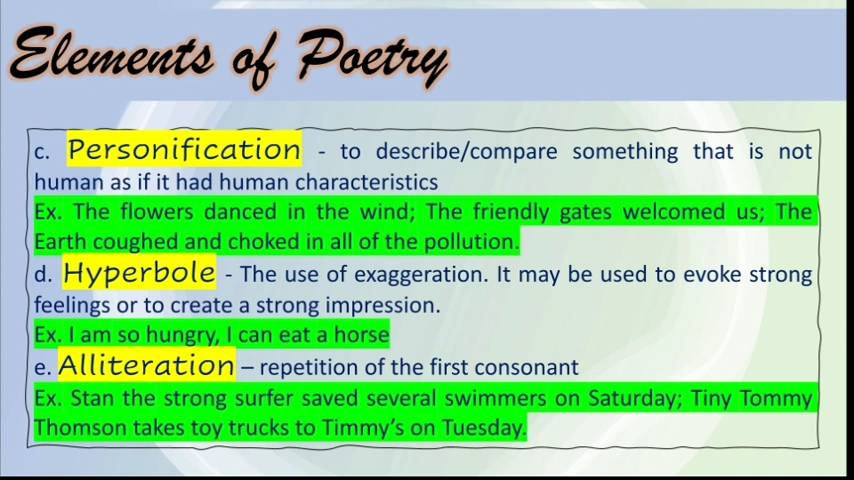 Elements of Poetry
c. Personification - to describe/compare something that is not
human as if it had human characteristics
Ex. The flowers danced in the wind; The friendly gates welcomed us; The
Earth coughed and choked in all of the pollution.
d. Hyperbole - The use of exaggeration. It may be used to evoke strong
feelings or to create a strong impression.
Ex. I am so hungry, I can eat a horse
e. Alliteration – repetition of the first consonant
Ex. Stan the strong surfer saved several swimmers on Saturday; Tiny Tommy
Thomson takes toy trucks to Timmy’s on Tuesday.